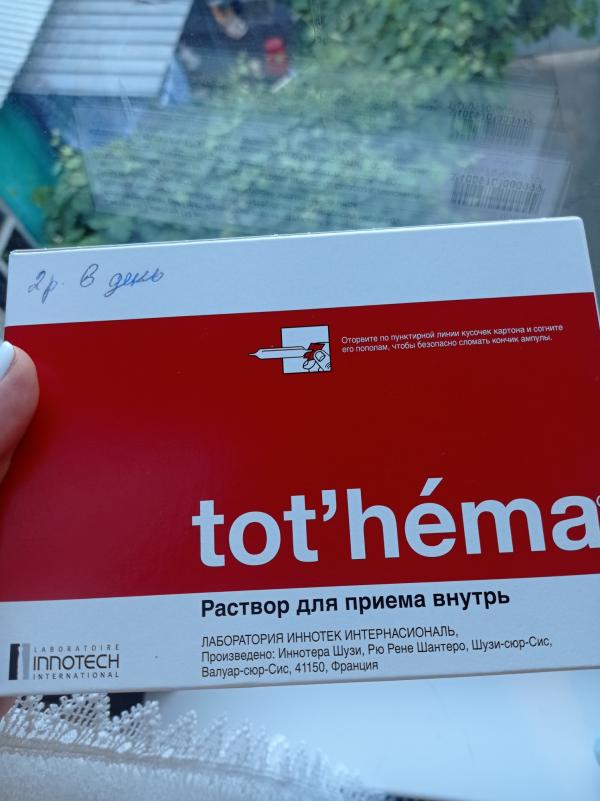 2р. в день
Оторвите по пунктирной линии кусочек картона и согните
его пополам, чтобы безопасно сломать кончик ампулы.
tot'héma
Раствор для приема внутрь
ЛАБОРАТОРИЯ ИННОТЕК ИНТЕРНАСИОНАЛЬ,
Произведено: Иннотера Шузи, Рю Рене Шантеро, Шузи-сюр-Сис,
Валуар-сюр-Сис, 41150, Франция
LABORATOIRE
INNOTECH
INTERNATIONAL